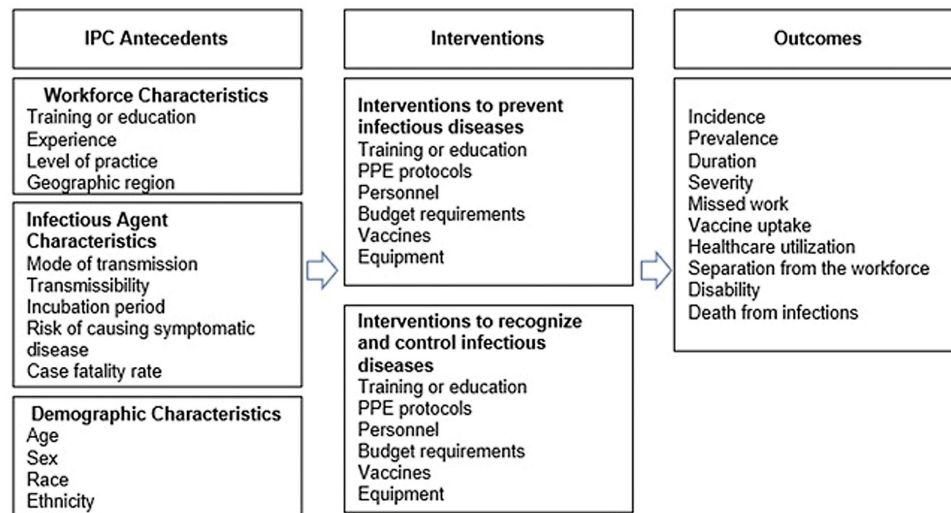 IPC Antecedents
Workforce Characteristics
Training or education
Experience
Level of practice
Geographic region
Infectious Agent
Characteristics
Mode of transmission
Transmissibility
Incubation period
Risk of causing symptomatic
disease
Case fatality rate
Demographic Characteristics
Age
Sex
Race
Ethnicity
Interventions
Interventions to prevent
infectious diseases
Training or education
PPE protocols
Personnel
Budget requirements
Vaccines
Equipment
Interventions to recognize
and control infectious
diseases
Training or education
PPE protocols
Personnel
Budget requirements
Vaccines
Equipment
Outcomes
Incidence
Prevalence
Duration
Severity
Missed work
Vaccine uptake
Healthcare utilization
Separation from the workforce
Disability
Death from infections